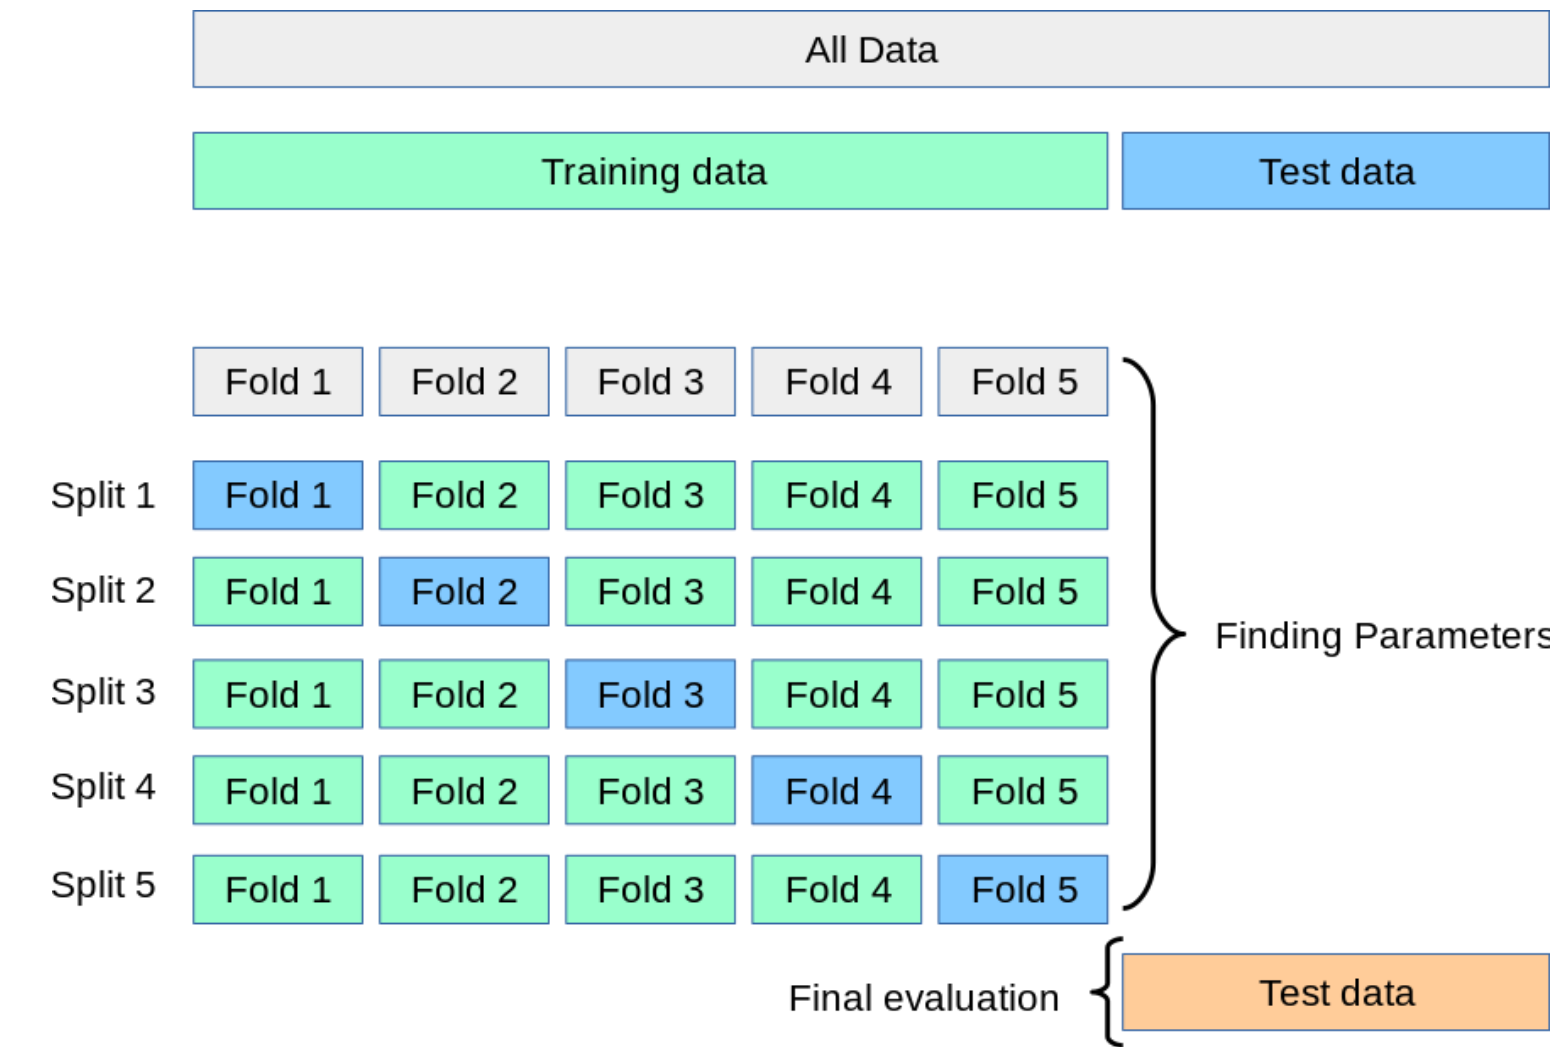 All Data
Training data Test data
Fold 1 Fold 2 Fold 3 Fold 4 Fold 5
Split 1 Fold 1 Fold 2 Fold 3 Fold 4 Fold 5
Split 2 Fold 1 Fold 2 Fold 3 Fold 4 Fold 5
Finding Parameters
Split 3 Fold 1 Fold 2 Fold 3 Fold 4 Fold 5
Split 4 Fold 1 Fold 2 Fold 3 Fold 4 Fold 5
Split 5 Fold 1 Fold 2 Fold 3 Fold 4 Fold 5
Final evaluation Test data